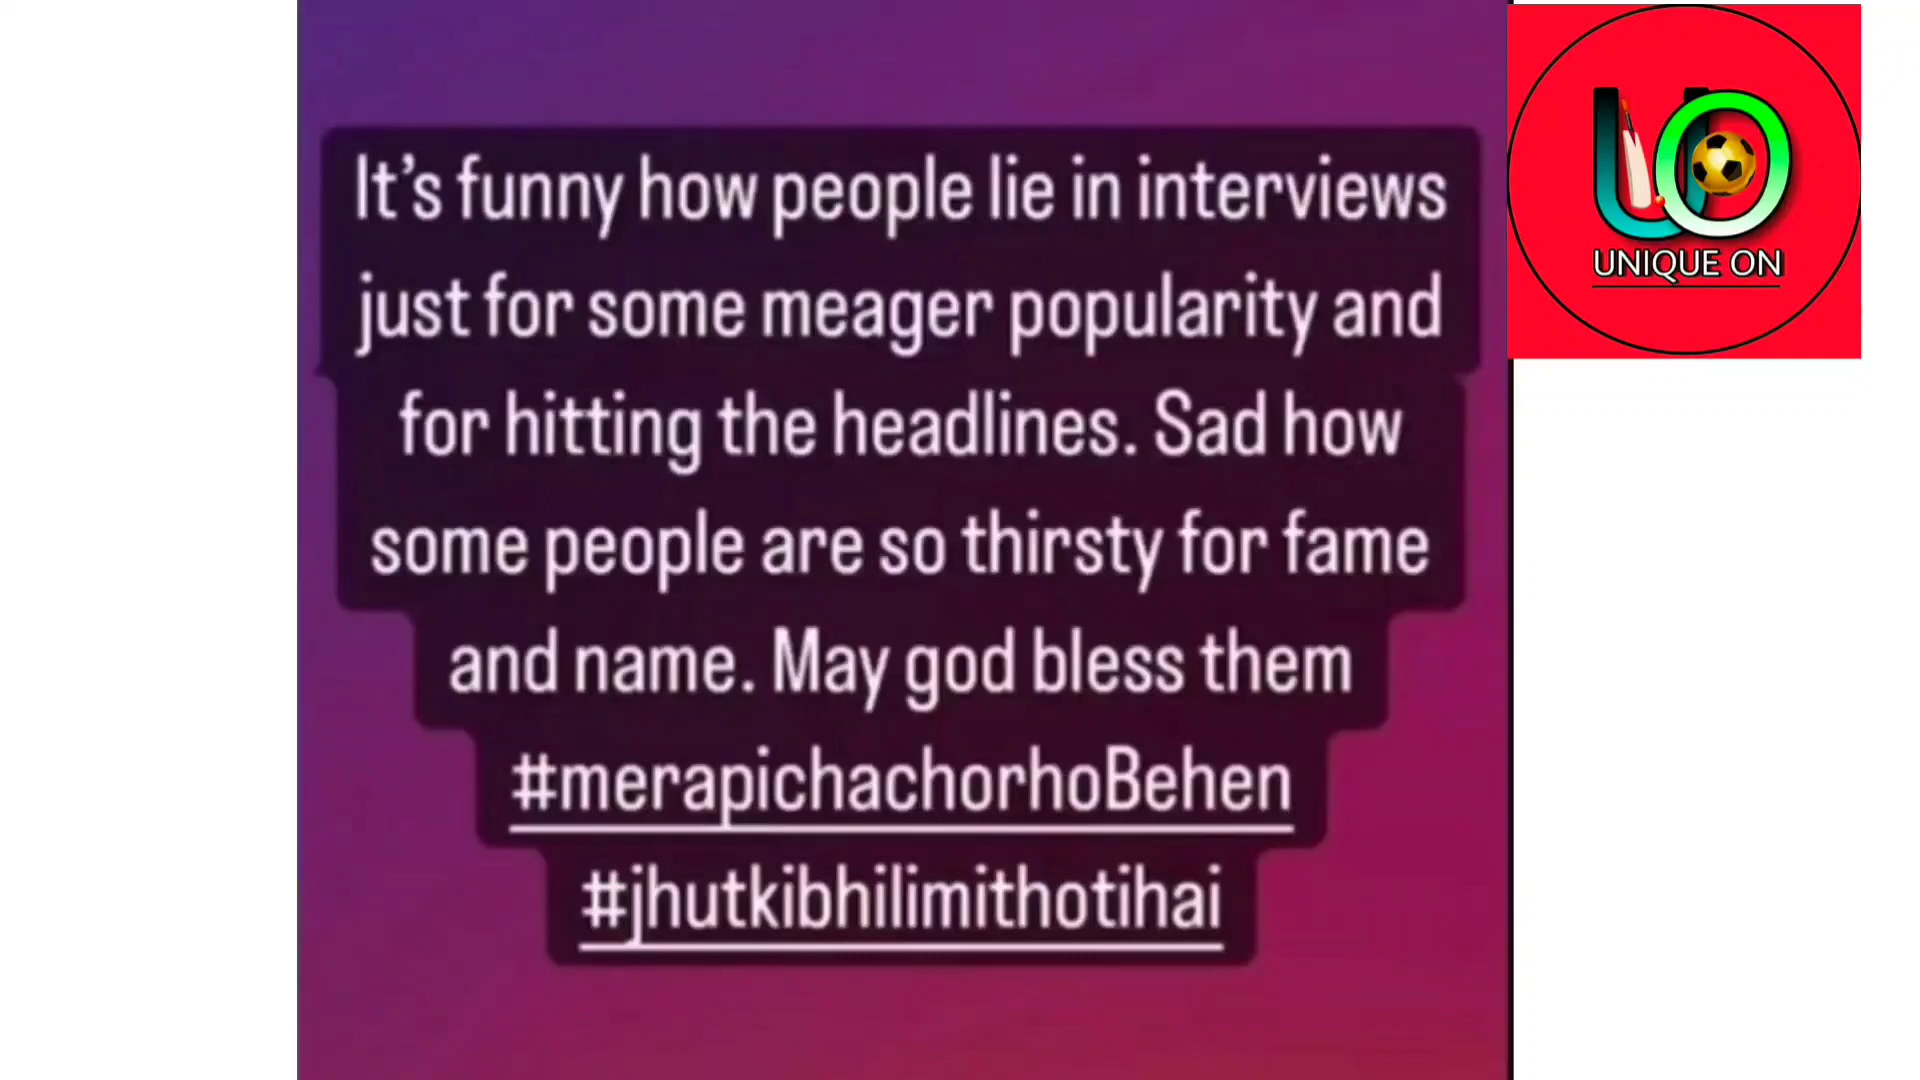 It's funny how people lie in interviews
just for some meager popularity and
for hitting the headlines. Sad how
some people are so thirsty for fame
and name. May god bless them
#merapichachorhoBehen
#jhutkibhilimithotihai
UO
UNIQUE ON